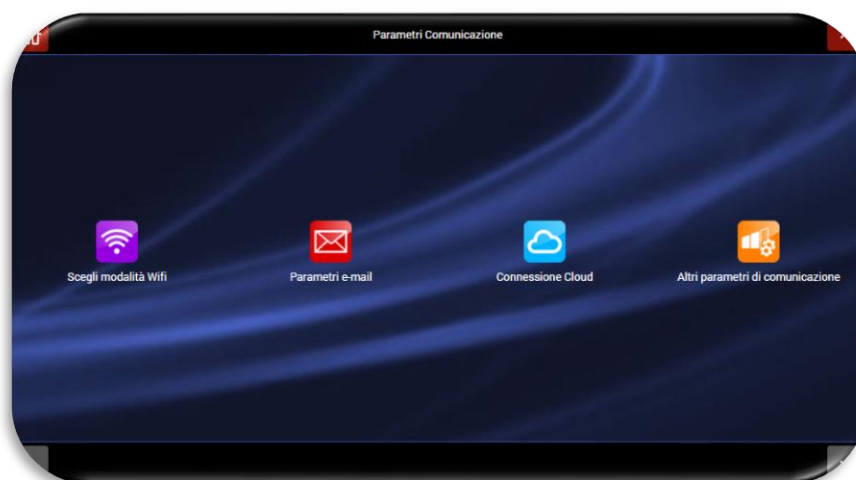 Parametri Comunicazione
Scegli modalità Wifi
Parametri e-mail
Connessione Cloud
Altri parametri di comunicazione